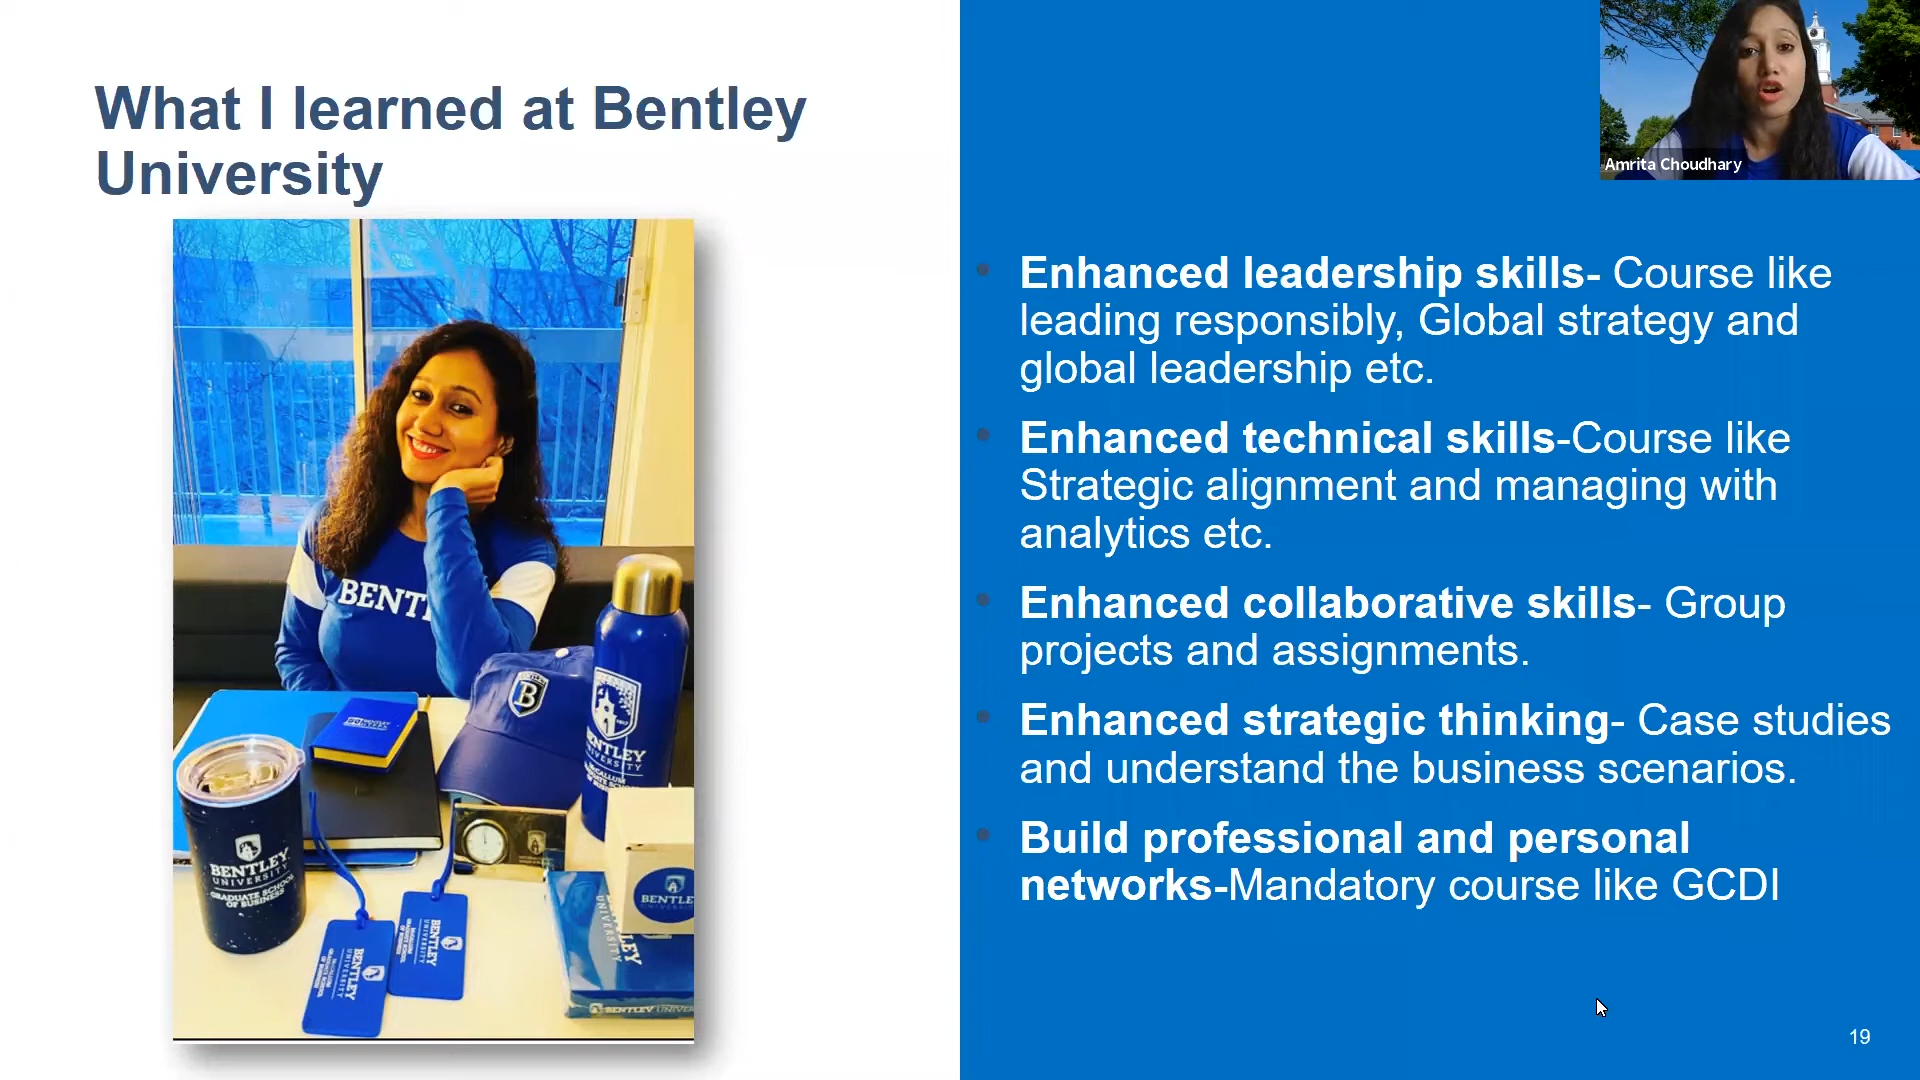 What I learned at Bentley
University
Amrita Choudhary
Enhanced leadership skills- Course like
leading responsibly, Global strategy and
global leadership etc.
Enhanced technical skills-Course like
Strategic alignment and managing with
analytics etc.
Enhanced collaborative skills- Group
projects and assignments.
Enhanced strategic thinking- Case studies
and understand the business scenarios.
Build professional and personal
networks-Mandatory course like GCDI
19
BENT
B
BENTLEY
UNIVERSITY
BENTLEY
UNIVERSITY
GRADUATE SCHOOL
OF BUSINESS
BENTLEY
UNIVERSITY
BENTLEY
UNIVERSITY
BENTLE